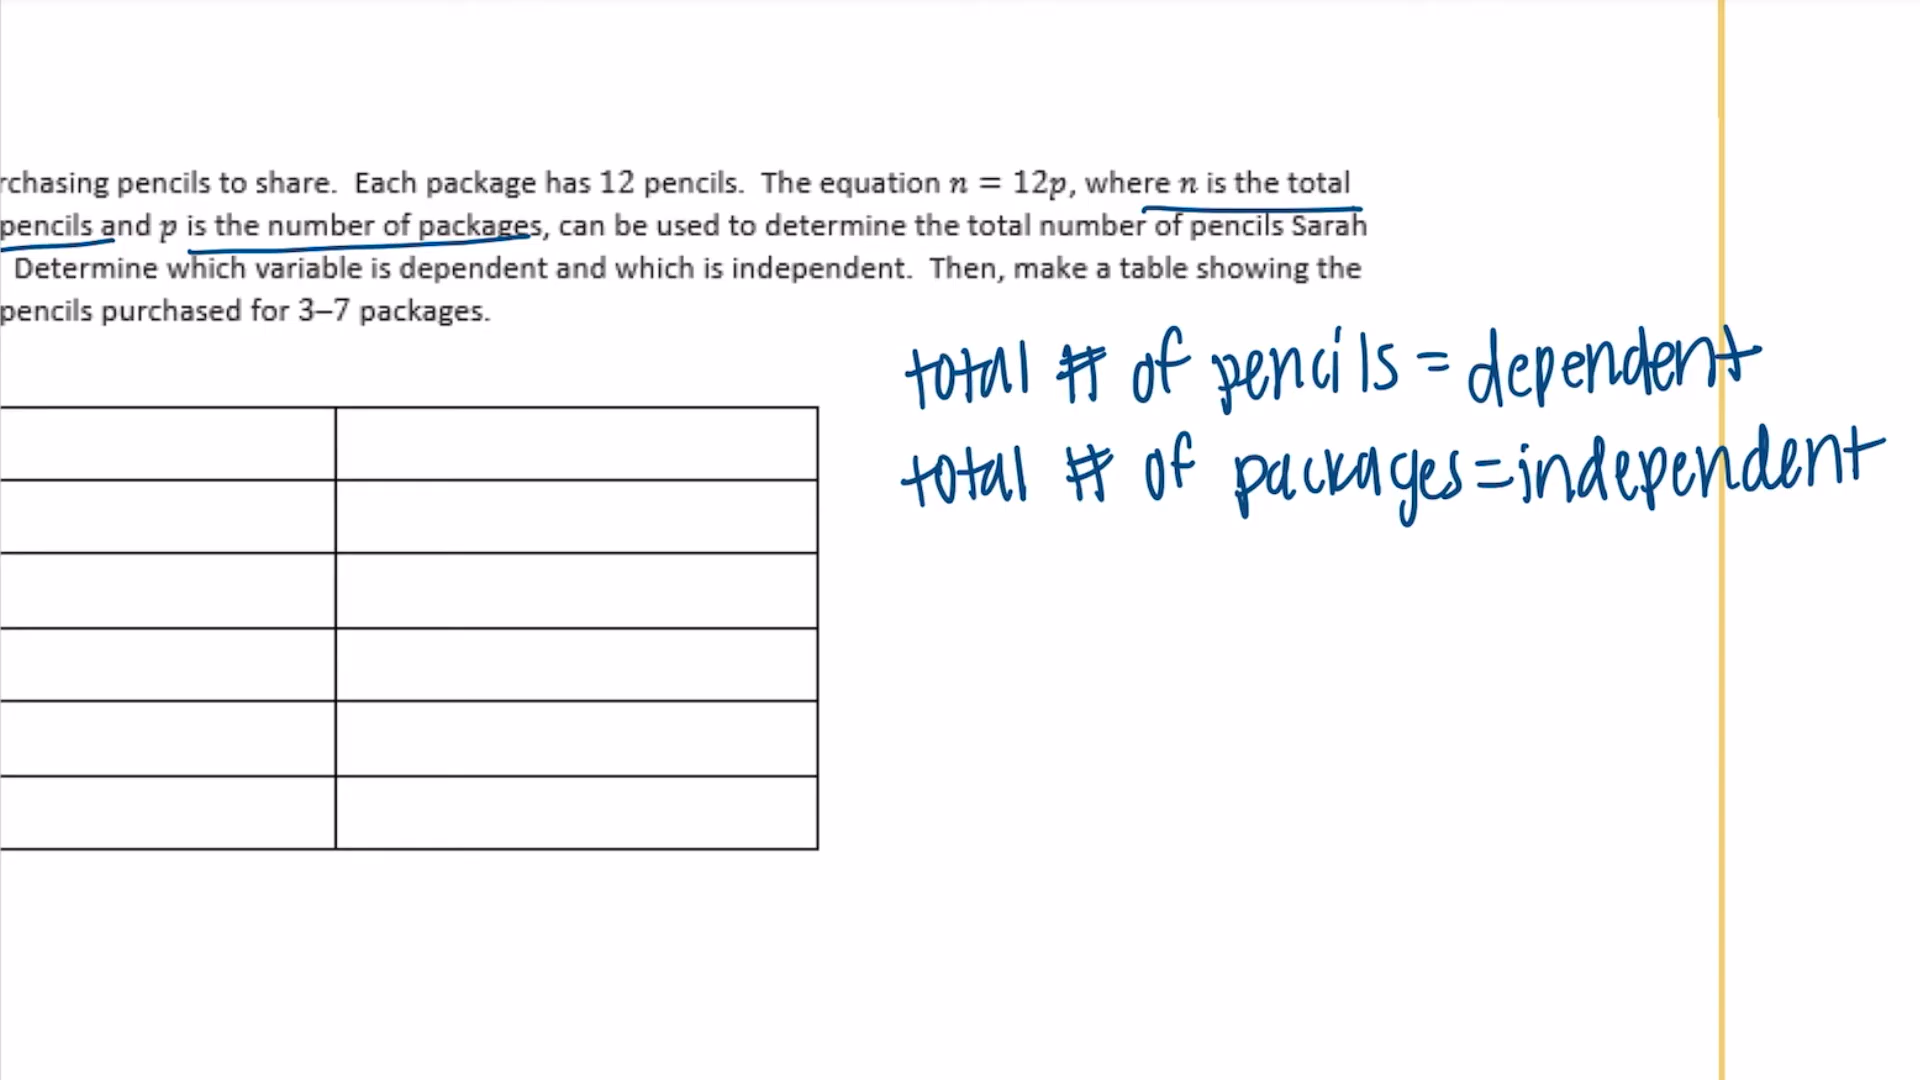 rchasing pencils to share. Each package has 12 pencils. The equation n = 12p, where n is the total
pencils and p is the number of packages, can be used to determine the total number of pencils Sarah
Determine which variable is dependent and which is independent. Then, make a table showing the
pencils purchased for 3–7 packages.
total # of pencils = dependent
total # of packages = independent